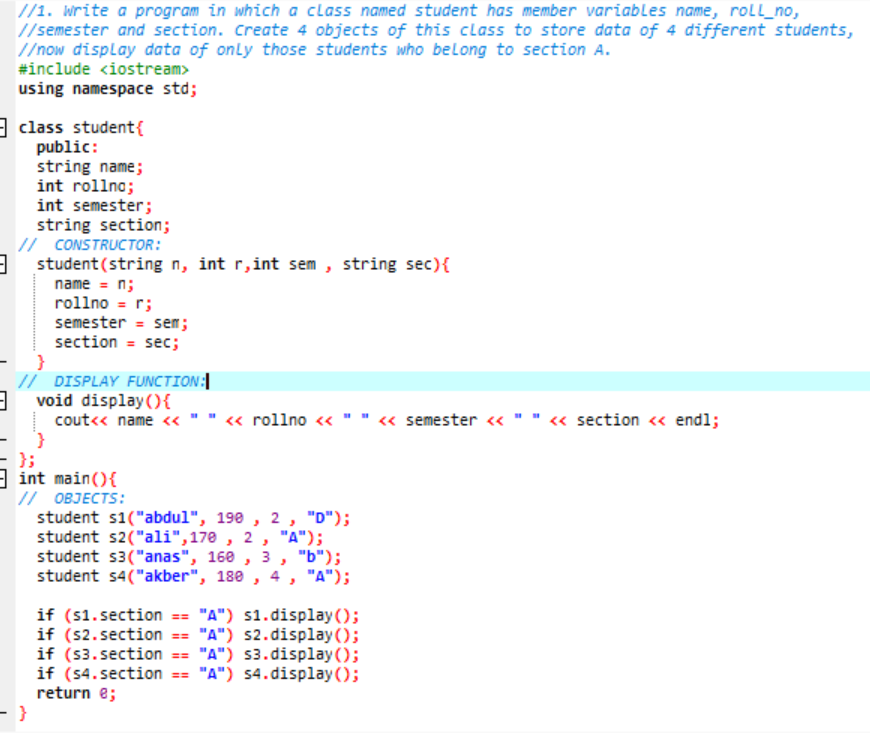 //1. Write a program in which a class named student has member variables name, roll_no,
//semester and section. Create 4 objects of this class to store data of 4 different students,
//now display data of only those students who belong to section A.
#include <iostream>
using namespace std;
class student{
public:
string name;
int rollno;
int semester;
string section;
// CONSTRUCTOR:
student(string n, int r,int sem , string sec){
name = n;
rollno = r;
semester = sem;
section = sec;
}
// DISPLAY FUNCTION:
void display(){
cout<< name << " " << rollno << " " << semester << " " << section << endl;
}
};
int main(){
// OBJECTS:
student s1("abdul", 190 , 2 , "D");
student s2("ali",170 , 2 , "A");
student s3("anas", 160 , 3 , "b");
student s4("akber", 180 , 4 , "A");
if (s1.section == "A") s1.display();
if (s2.section == "A") s2.display();
if (s3.section == "A") s3.display();
if (s4.section == "A") s4.display();
return 0;
}